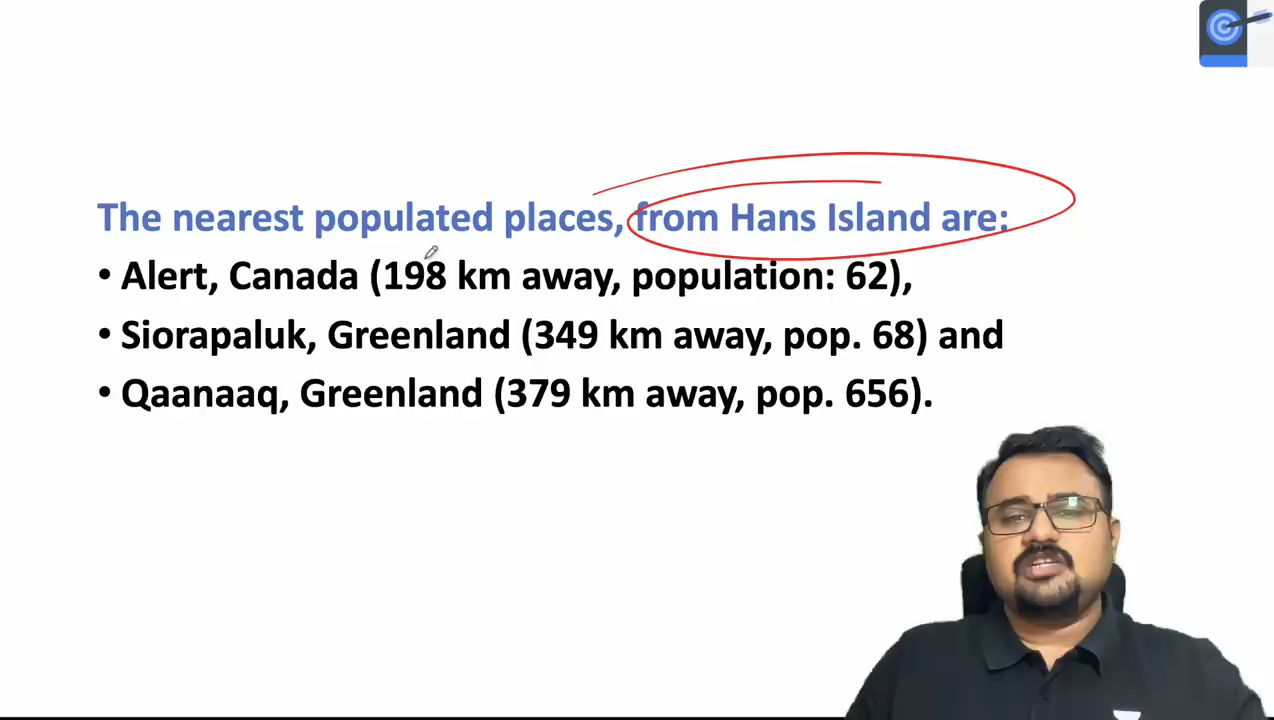 The nearest populated places, from Hans Island are:
• Alert, Canada (198 km away, population: 62),
• Siorapaluk, Greenland (349 km away, pop. 68) and
• Qaanaaq, Greenland (379 km away, pop. 656).